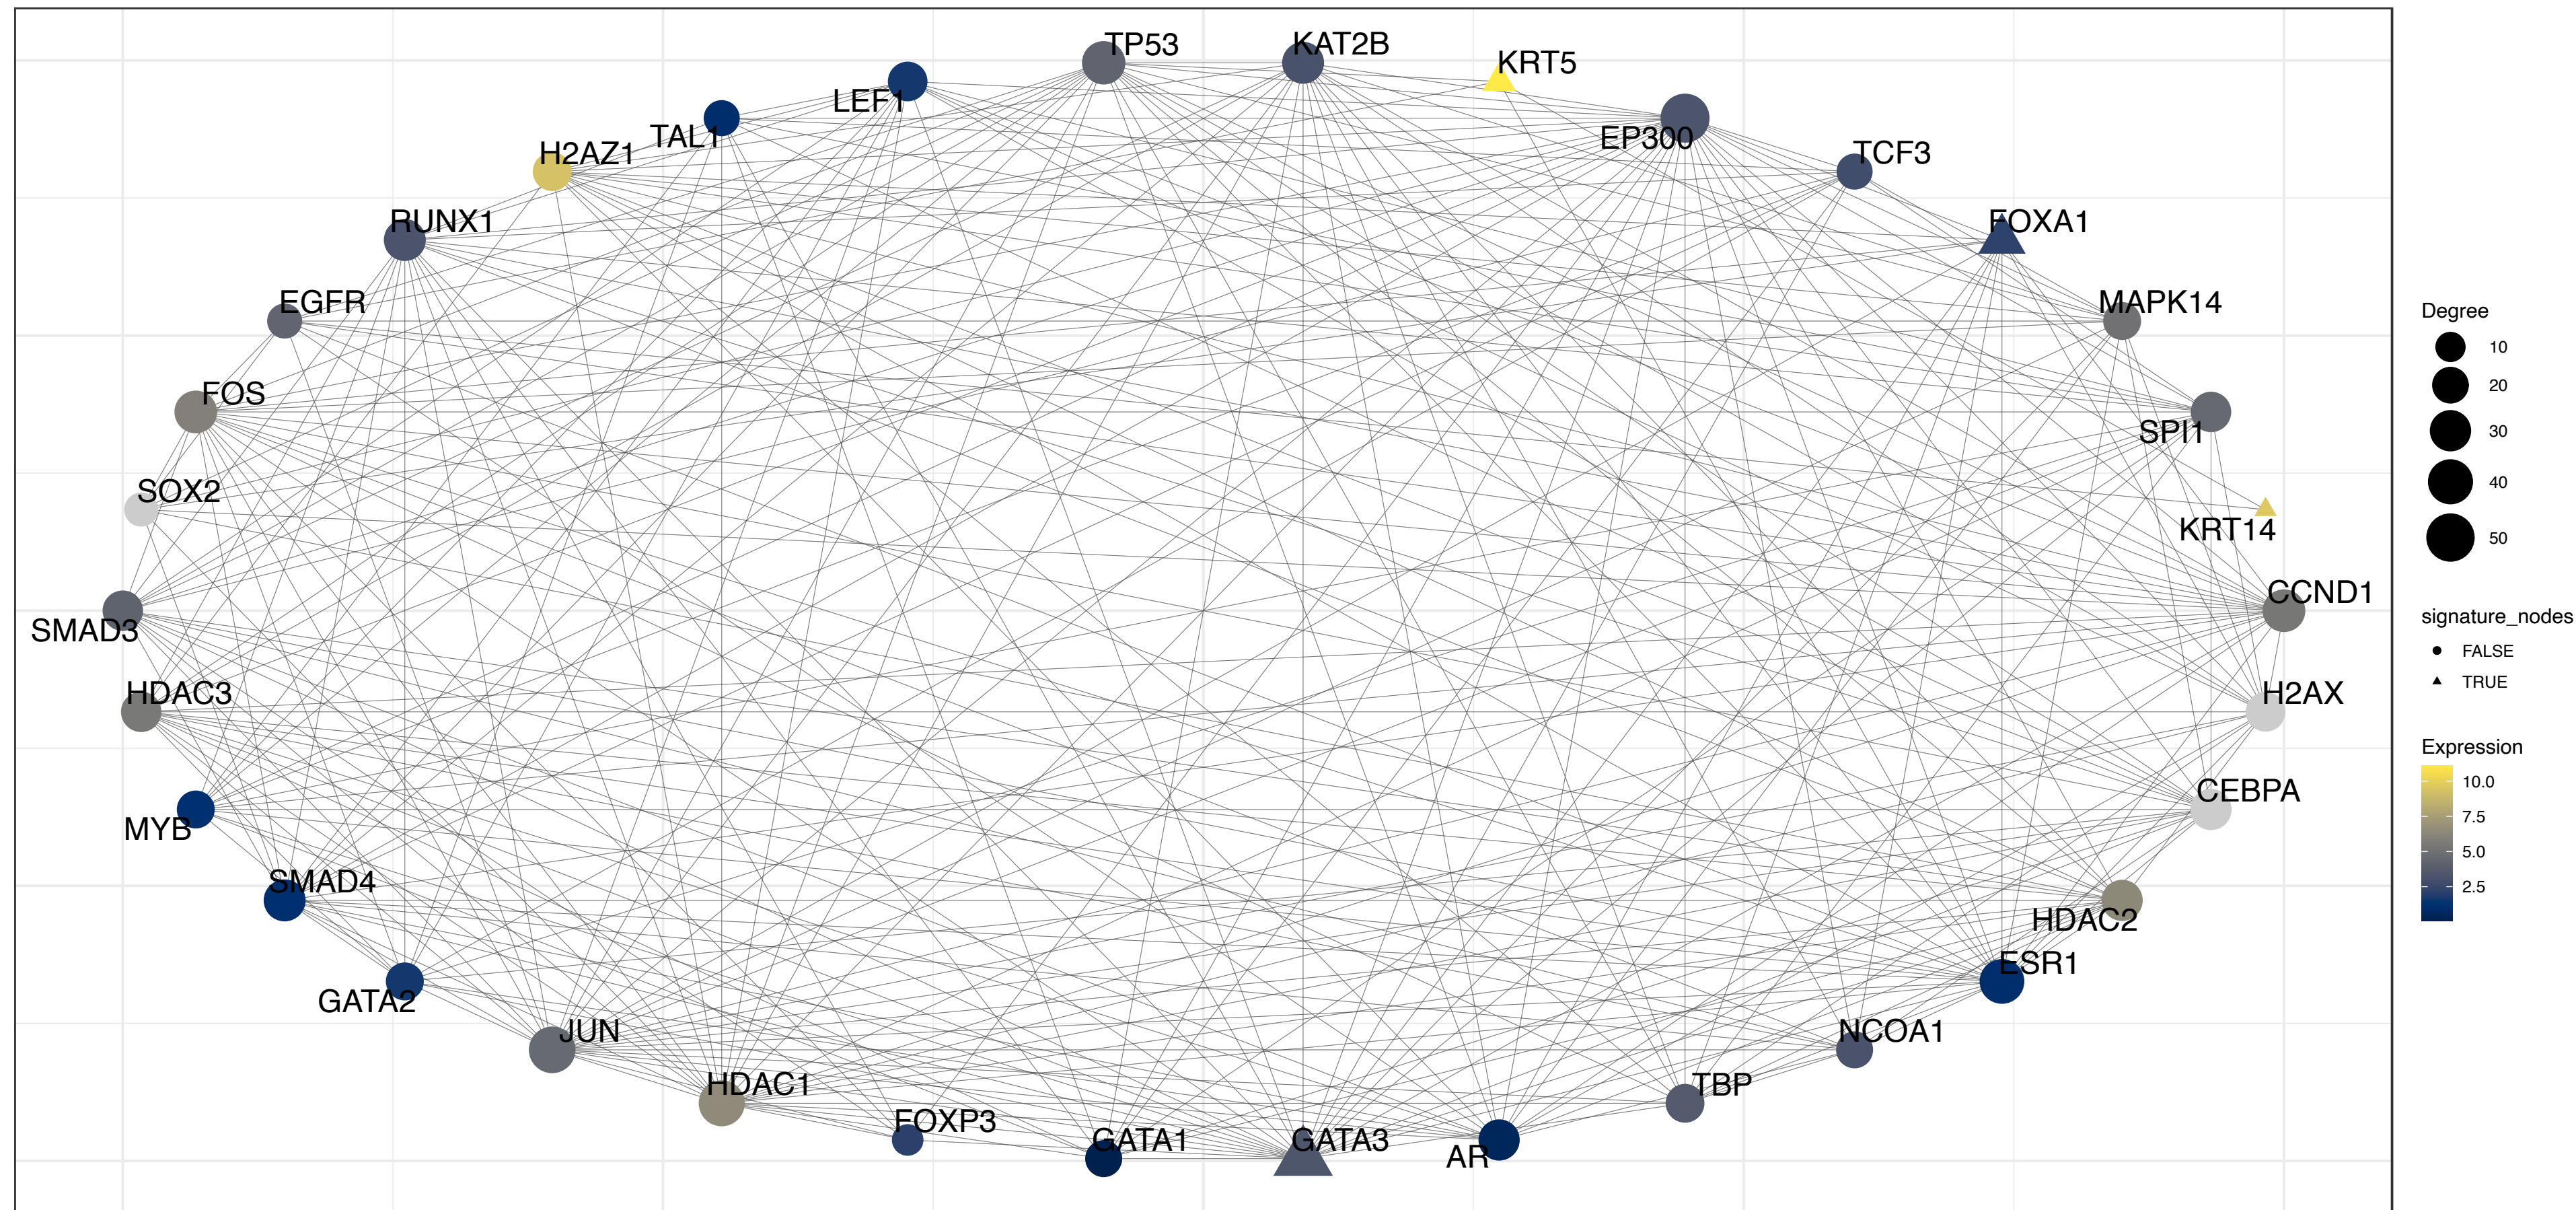 TP53
KAT2B
KRT5
LEF1
TAL1
EP300
H2AZ1
TCF3
RUNX1
FOXA1
EGFR
MAPK14
FOS
SPI1
SOX2
KRT14
CCND1
SMAD3
HDAC3
H2AX
MYB
CEBPA
SMAD4
HDAC2
GATA2
ESR1
JUN
NCOA1
HDAC1
TBP
FOXP3
GATA1
GATA3
AR
Degree
10
20
30
40
50
signature_nodes
FALSE
TRUE
Expression
10.0
7.5
5.0
2.5